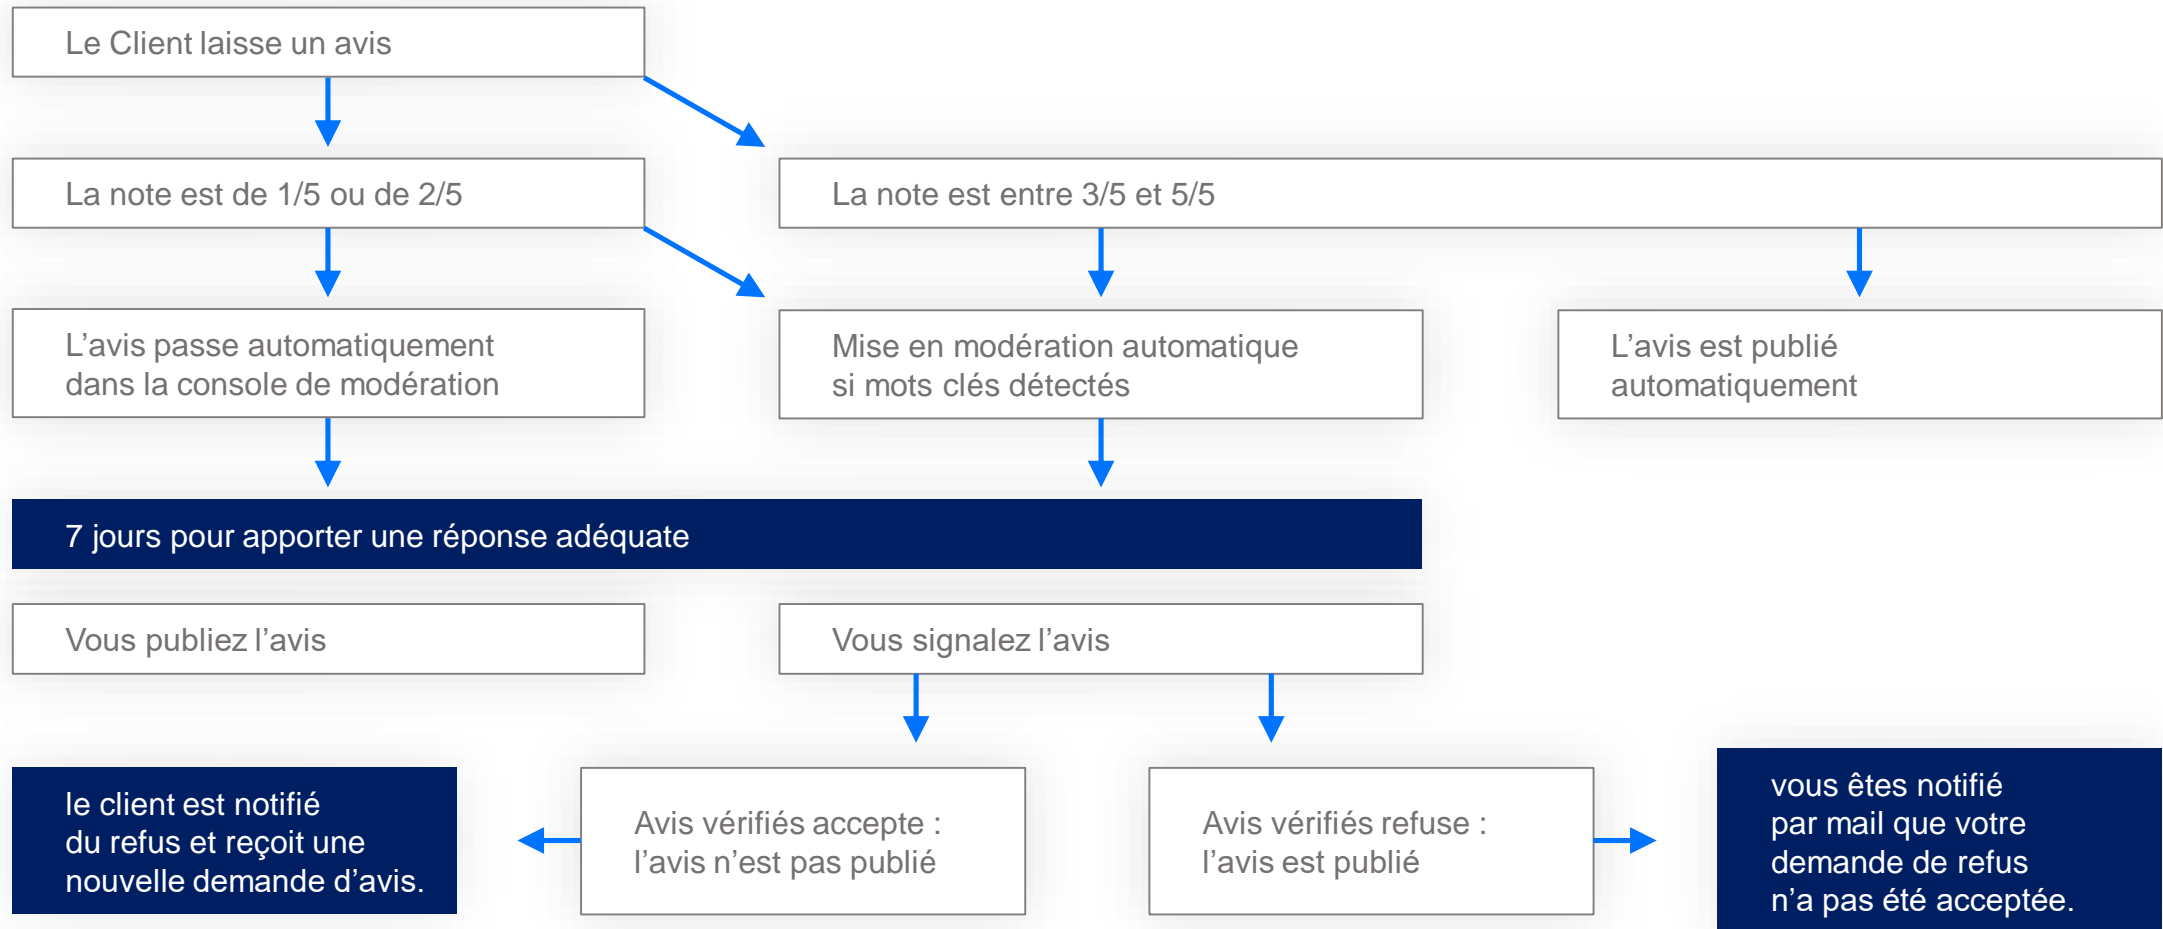 Le Client laisse un avis
La note est de 1/5 ou de 2/5
La note est entre 3/5 et 5/5
L’avis passe automatiquement
dans la console de modération
Mise en modération automatique
si mots clés détectés
L’avis est publié
automatiquement
7 jours pour apporter une réponse adéquate
Vous publiez l’avis
Vous signalez l’avis
le client est notifié
du refus et reçoit une
nouvelle demande d’avis.
Avis vérifiés accepte :
l’avis n’est pas publié
Avis vérifiés refuse :
l’avis est publié
vous êtes notifié
par mail que votre
demande de refus
n’a pas été acceptée.